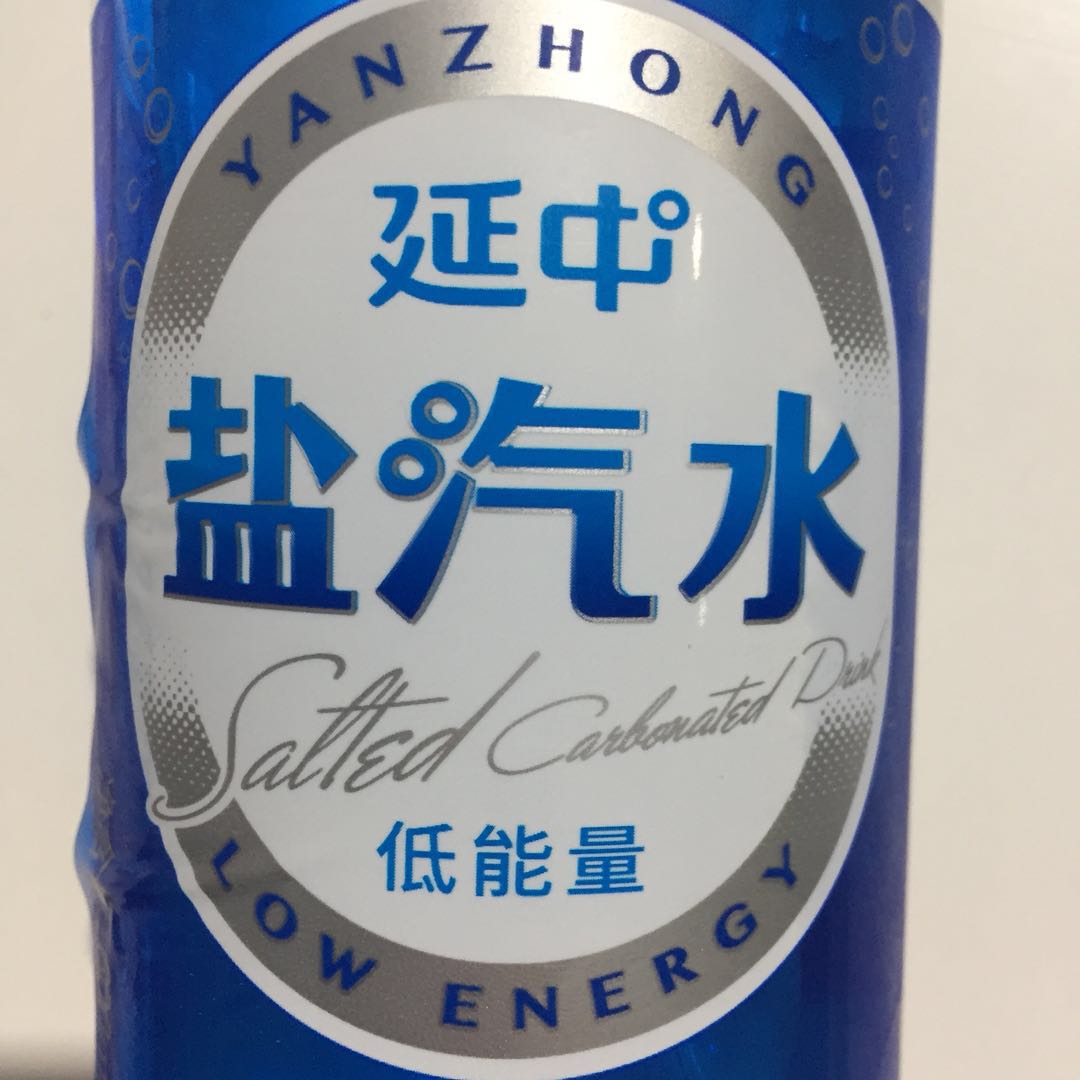 YANZHONG
延中
盐汽水
Salted Carbonated Drink
低能量
LOW ENERGY